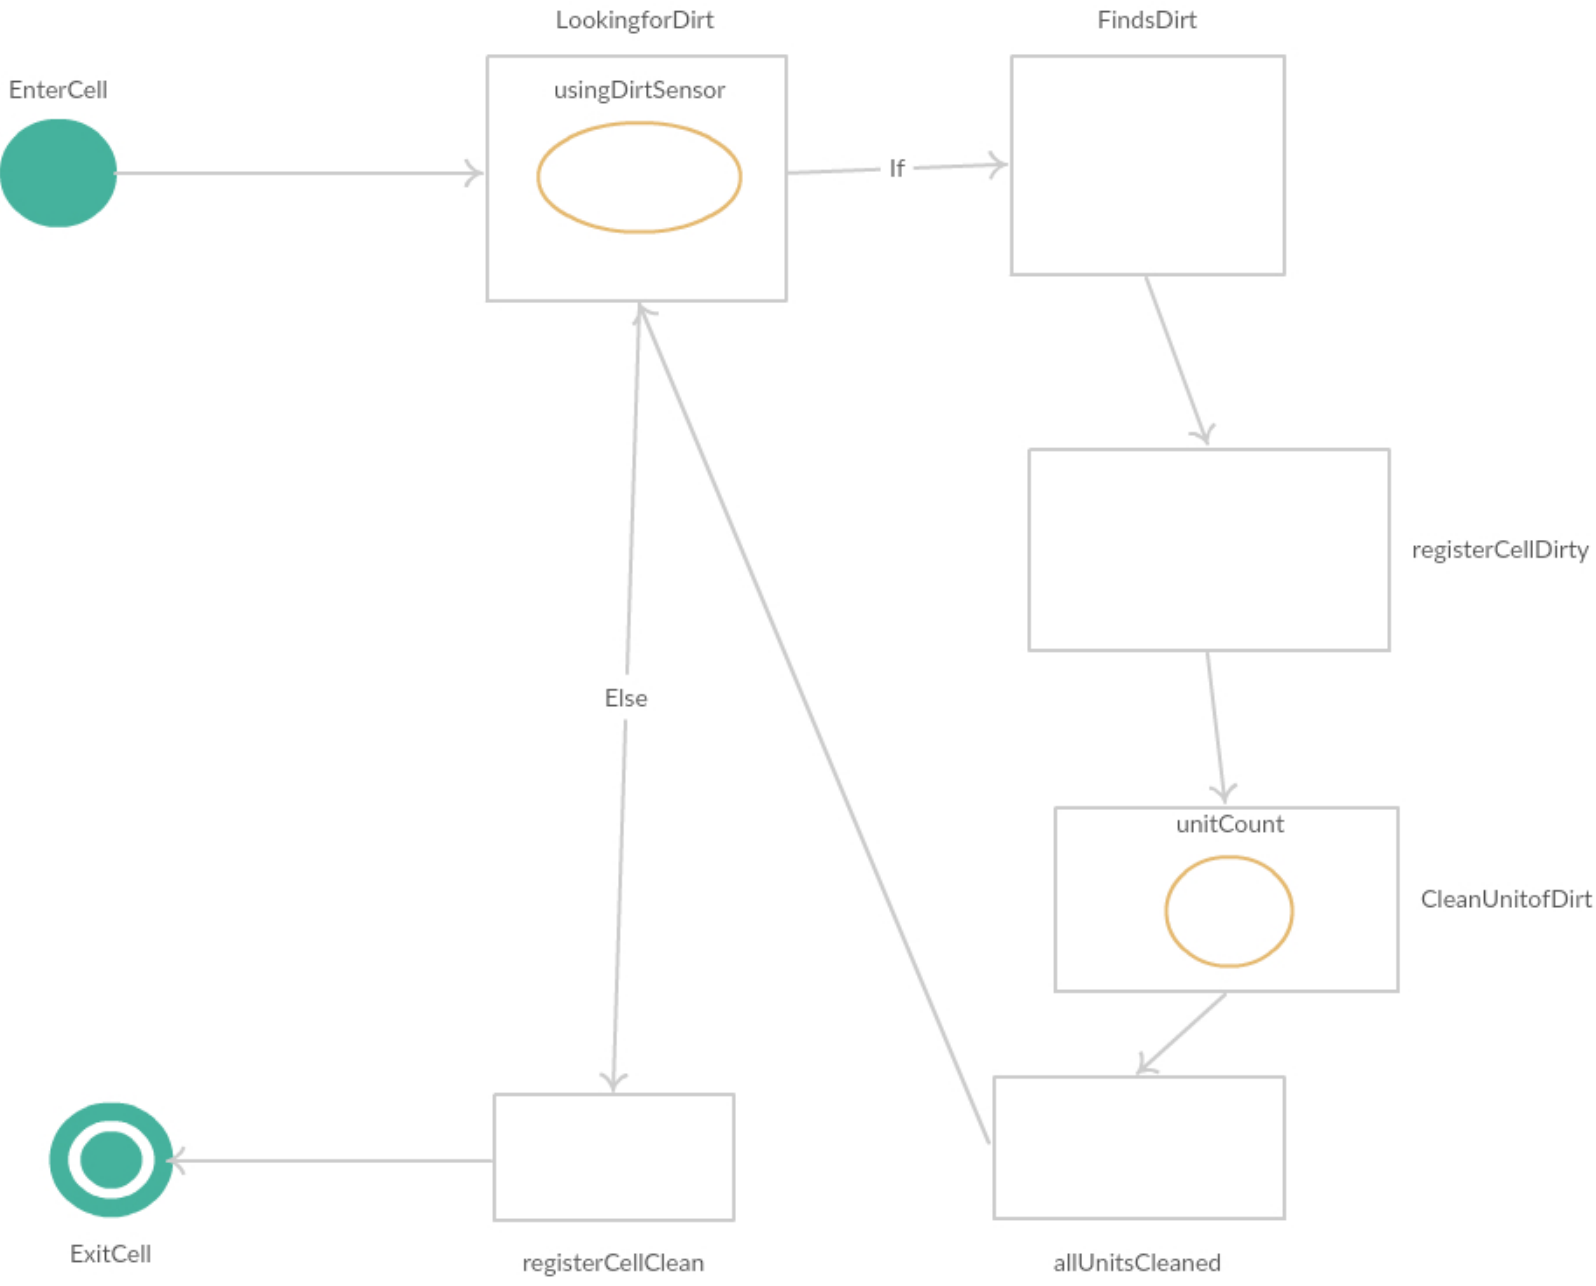 LookingforDirt
FindsDirt
EnterCell
usingDirtSensor
If
registerCellDirty
Else
unitCount
CleanUnitofDirt
ExitCell
registerCellClean
allUnitsCleaned